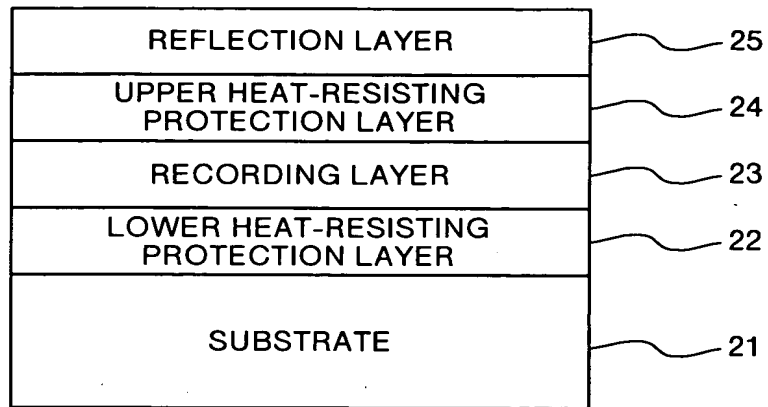 REFLECTION LAYER
25
UPPER HEAT-RESISTING
PROTECTION LAYER
24
RECORDING LAYER
23
LOWER HEAT-RESISTING
PROTECTION LAYER
22
SUBSTRATE
21